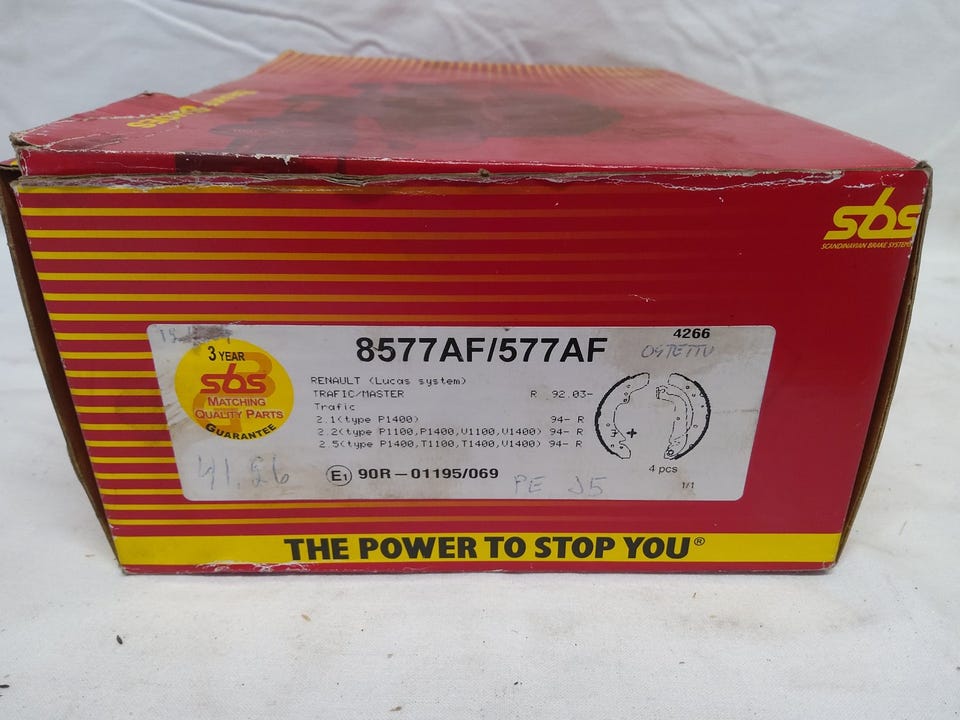 sbs
SCANDINAVIAN BRAKE SYSTEMS
8577AF/577AF
4266
OSTETTU
3 YEAR
sbs
MATCHING
QUALITY PARTS
GUARANTEE
RENAULT (Lucas system)
TRAFIC/MASTER R 92.03-
Trafic
2.1(type P1400) 94- R
2.2(type P1100,P1400,V1100,V1400) 94- R
2.5(type P1400,T1100,T1400,V1400) 94- R
4 pcs
1/1
E1 90R-01195/069
PE J5
THE POWER TO STOP YOU®